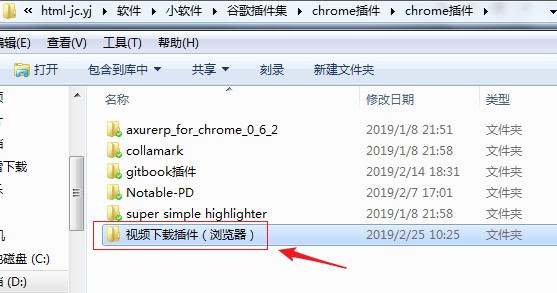 html-jc.yj ▸ 软件 ▸ 小软件 ▸ 谷歌插件集 ▸ chrome插件 ▸ chrome插件 ▸
编辑(E) 查看(V) 工具(T) 帮助(H)
打开 包含到库中 共享 刻录 新建文件夹
名称 修改日期 类型
axurerp_for_chrome_0_6_2 2019/1/8 21:51 文件夹
collamark 2019/1/8 21:58 文件夹
gitbook插件 2019/2/14 18:31 文件夹
Notable-PD 2019/2/7 17:01 文件夹
super simple highlighter 2019/1/8 21:58 文件夹
视频下载插件（浏览器） 2019/2/25 10:25 文件夹
下载
磁盘 (C:)
(D:)